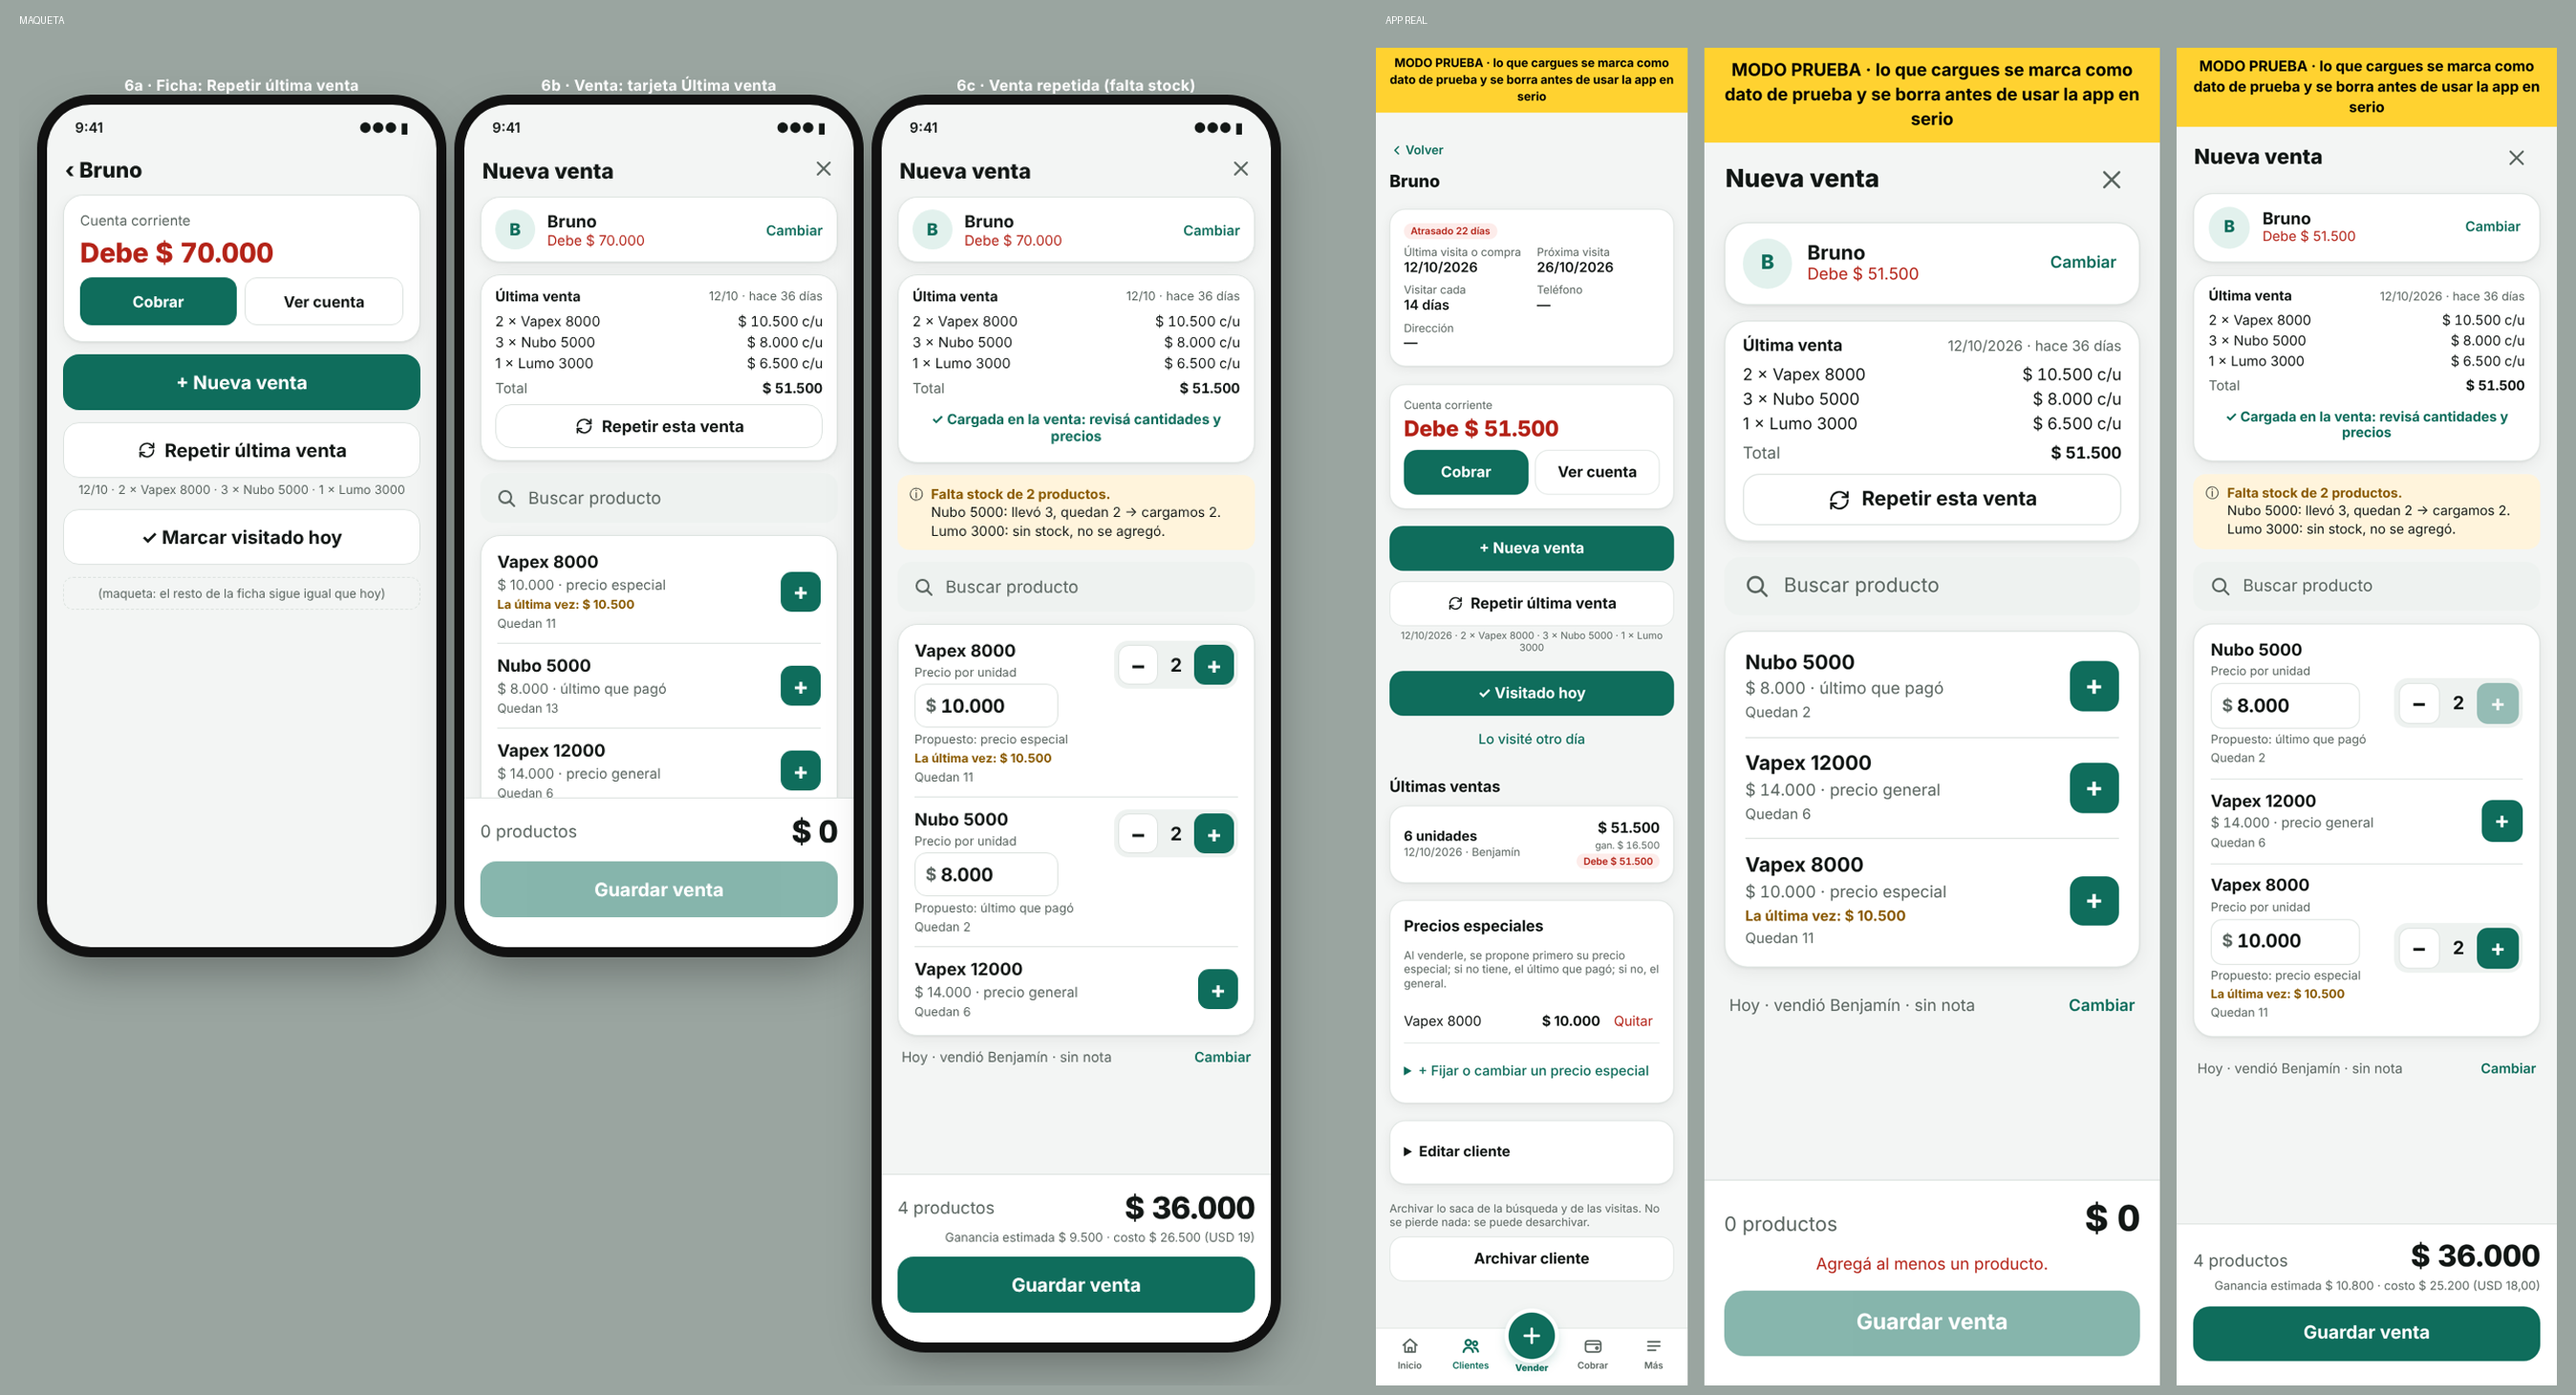 MAQUETA
6a · Ficha: Repetir última venta
9:41
‹ Bruno
Cuenta corriente
Debe $ 70.000
Cobrar
Ver cuenta
+ Nueva venta
Repetir última venta
12/10 · 2 × Vapex 8000 · 3 × Nubo 5000 · 1 × Lumo 3000
✓ Marcar visitado hoy
(maqueta: el resto de la ficha sigue igual que hoy)
6b · Venta: tarjeta Última venta
9:41
Nueva venta
B
Bruno
Debe $ 70.000
Cambiar
Última venta
12/10 · hace 36 días
2 × Vapex 8000 $ 10.500 c/u
3 × Nubo 5000 $ 8.000 c/u
1 × Lumo 3000 $ 6.500 c/u
Total $ 51.500
Repetir esta venta
Buscar producto
Vapex 8000
$ 10.000 · precio especial
La última vez: $ 10.500
Quedan 11
+
Nubo 5000
$ 8.000 · último que pagó
Quedan 13
+
Vapex 12000
$ 14.000 · precio general
Quedan 6
+
0 productos $ 0
Guardar venta
6c · Venta repetida (falta stock)
9:41
Nueva venta
B
Bruno
Debe $ 70.000
Cambiar
Última venta
12/10 · hace 36 días
2 × Vapex 8000 $ 10.500 c/u
3 × Nubo 5000 $ 8.000 c/u
1 × Lumo 3000 $ 6.500 c/u
Total $ 51.500
✓ Cargada en la venta: revisá cantidades y
precios
Falta stock de 2 productos.
Nubo 5000: llevó 3, quedan 2 → cargamos 2.
Lumo 3000: sin stock, no se agregó.
Buscar producto
Vapex 8000
Precio por unidad
− 2 +
$ 10.000
Propuesto: precio especial
La última vez: $ 10.500
Quedan 11
Nubo 5000
Precio por unidad
− 2 +
$ 8.000
Propuesto: último que pagó
Quedan 2
Vapex 12000
$ 14.000 · precio general
Quedan 6
+
Hoy · vendió Benjamín · sin nota Cambiar
4 productos $ 36.000
Ganancia estimada $ 9.500 · costo $ 26.500 (USD 19)
Guardar venta
APP REAL
MODO PRUEBA · lo que cargues se marca como
dato de prueba y se borra antes de usar la app en
serio
‹ Volver
Bruno
Atrasado 22 días
Última visita o compra
12/10/2026
Próxima visita
26/10/2026
Visitar cada
14 días
Teléfono
—
Dirección
—
Cuenta corriente
Debe $ 51.500
Cobrar
Ver cuenta
+ Nueva venta
Repetir última venta
12/10/2026 · 2 × Vapex 8000 · 3 × Nubo 5000 · 1 × Lumo
3000
✓ Visitado hoy
Lo visité otro día
Últimas ventas
6 unidades
12/10/2026 · Benjamín
$ 51.500
gan. $ 16.500
Debe $ 51.500
Precios especiales
Al venderle, se propone primero su precio
especial; si no tiene, el último que pagó; si no, el
general.
Vapex 8000 $ 10.000 Quitar
▶ + Fijar o cambiar un precio especial
▶ Editar cliente
Archivar lo saca de la búsqueda y de las visitas. No
se pierde nada: se puede desarchivar.
Archivar cliente
Inicio
Clientes
+
Vender
Cobrar
Más
MODO PRUEBA · lo que cargues se marca como
dato de prueba y se borra antes de usar la app en
serio
Nueva venta
B
Bruno
Debe $ 51.500
Cambiar
Última venta
12/10/2026 · hace 36 días
2 × Vapex 8000 $ 10.500 c/u
3 × Nubo 5000 $ 8.000 c/u
1 × Lumo 3000 $ 6.500 c/u
Total $ 51.500
Repetir esta venta
Buscar producto
Nubo 5000
$ 8.000 · último que pagó
Quedan 2
+
Vapex 12000
$ 14.000 · precio general
Quedan 6
+
Vapex 8000
$ 10.000 · precio especial
La última vez: $ 10.500
Quedan 11
+
Hoy · vendió Benjamín · sin nota Cambiar
0 productos $ 0
Agregá al menos un producto.
Guardar venta
MODO PRUEBA · lo que cargues se marca como
dato de prueba y se borra antes de usar la app en
serio
Nueva venta
B
Bruno
Debe $ 51.500
Cambiar
Última venta
12/10/2026 · hace 36 días
2 × Vapex 8000 $ 10.500 c/u
3 × Nubo 5000 $ 8.000 c/u
1 × Lumo 3000 $ 6.500 c/u
Total $ 51.500
✓ Cargada en la venta: revisá cantidades y
precios
Falta stock de 2 productos.
Nubo 5000: llevó 3, quedan 2 → cargamos 2.
Lumo 3000: sin stock, no se agregó.
Buscar producto
Nubo 5000
Precio por unidad
$ 8.000
− 2 +
Propuesto: último que pagó
Quedan 2
Vapex 12000
$ 14.000 · precio general
Quedan 6
+
Vapex 8000
Precio por unidad
$ 10.000
− 2 +
Propuesto: precio especial
La última vez: $ 10.500
Quedan 11
Hoy · vendió Benjamín · sin nota Cambiar
4 productos $ 36.000
Ganancia estimada $ 10.800 · costo $ 25.200 (USD 18,00)
Guardar venta